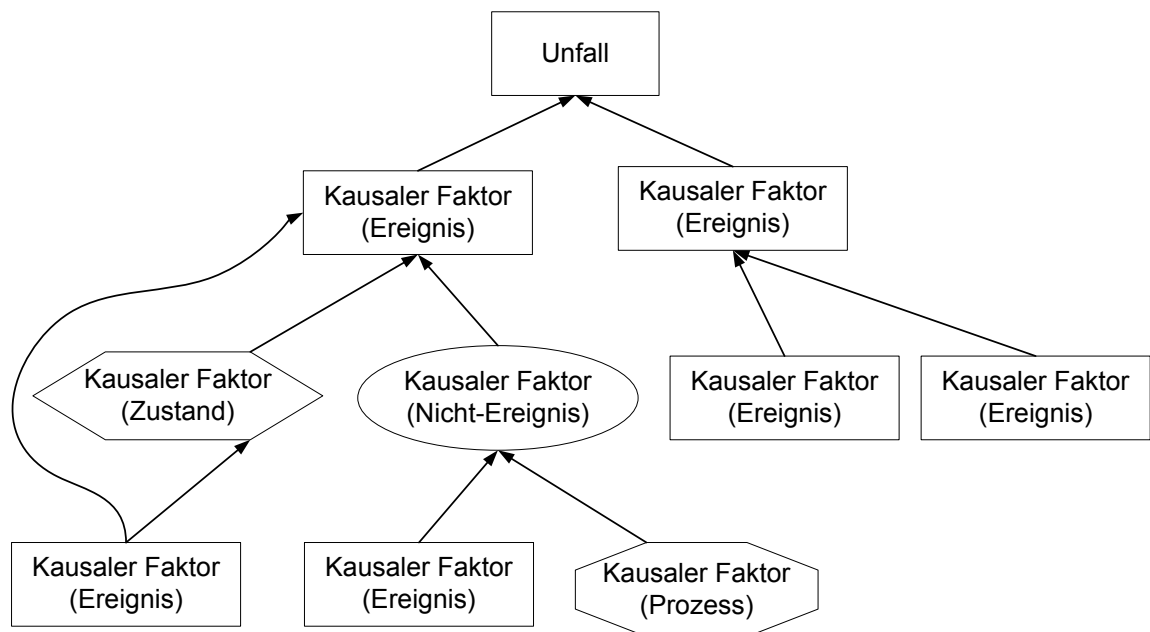 Unfall
Kausaler Faktor
(Ereignis)
Kausaler Faktor
(Ereignis)
Kausaler Faktor
(Zustand)
Kausaler Faktor
(Nicht-Ereignis)
Kausaler Faktor
(Ereignis)
Kausaler Faktor
(Ereignis)
Kausaler Faktor
(Ereignis)
Kausaler Faktor
(Ereignis)
Kausaler Faktor
(Prozess)